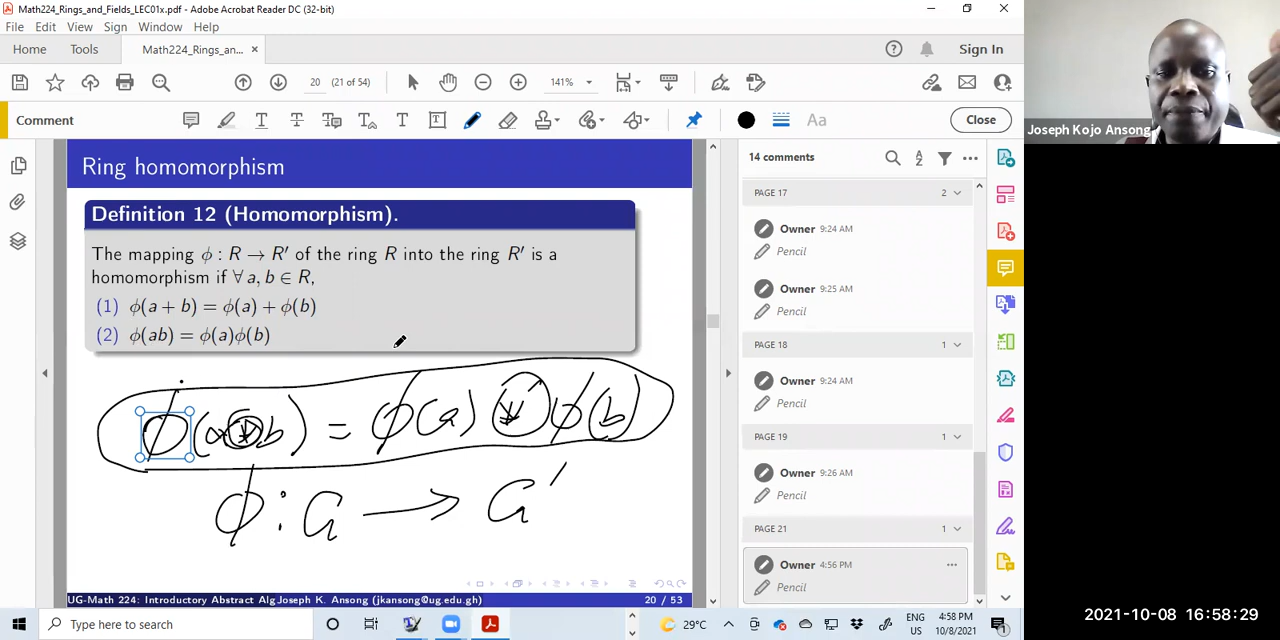 Math224_Rings_and_Fields_LEC01x.pdf - Adobe Acrobat Reader DC (32-bit)
File Edit View Sign Window Help
Home Tools Math224_Rings_an... × Sign In
20 (21 of 54) 141%
Comment Aa Close
Ring homomorphism
Definition 12 (Homomorphism).
The mapping ϕ : R → R′ of the ring R into the ring R′ is a
homomorphism if ∀ a, b ∈ R,
(1) ϕ(a + b) = ϕ(a) + ϕ(b)
(2) ϕ(ab) = ϕ(a)ϕ(b)
ϕ(a * b) = ϕ(a) * ϕ(b)
ϕ : G → G′
UG-Math 224: Introductory Abstract AlgJoseph K. Ansong (jkansong@ug.edu.gh) 20 / 53
14 comments
PAGE 17 2
Owner 9:24 AM
Pencil
Owner 9:25 AM
Pencil
PAGE 18 1
Owner 9:24 AM
Pencil
PAGE 19 1
Owner 9:26 AM
Pencil
PAGE 21 1
Owner 4:56 PM
Pencil
Joseph Kojo Ansong
2021-10-08 16:58:29
Type here to search
29°C
ENG
US
4:58 PM
10/8/2021